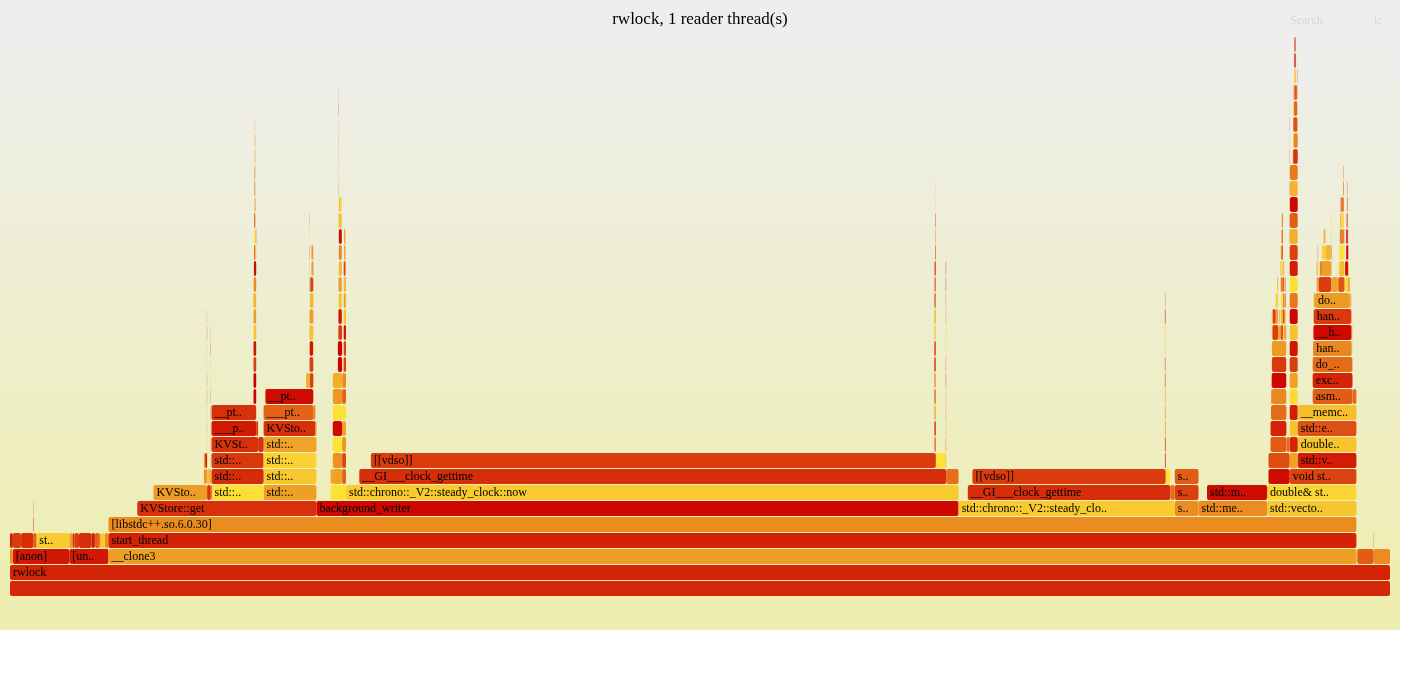 rwlock, 1 reader thread(s)
Search
ic
__pt..
__pt..
___pt..
___p..
KVSto..
KVSt..
std::..
std::..
std::..
[[vdso]]
std::..
std::..
__GI___clock_gettime
[[vdso]]
s..
KVSto..
std::..
std::..
std::chrono::_V2::steady_clock::now
__GI___clock_gettime
s..
std::m..
double& st..
KVStore::get
background_writer
std::chrono::_V2::steady_clo..
s..
std::me..
std::vecto..
do..
han..
__h..
han..
do_..
exc..
asm..
__memc..
std::e..
double..
std::v..
void st..
[libstdc++.so.6.0.30]
st..
start_thread
[anon]
[un..
__clone3
rwlock